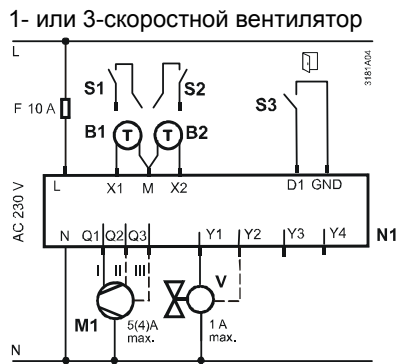 1- или 3-скоростной вентилятор
L
3181A04
S1 S2
S3
F 10 A
B1 T T B2
AC 230 V
L X1 M X2 D1 GND
N Q1 Q2 Q3 Y1 Y2 Y3 Y4
N1
I II III
V
M1
5(4)A
max.
1 A
max.
N